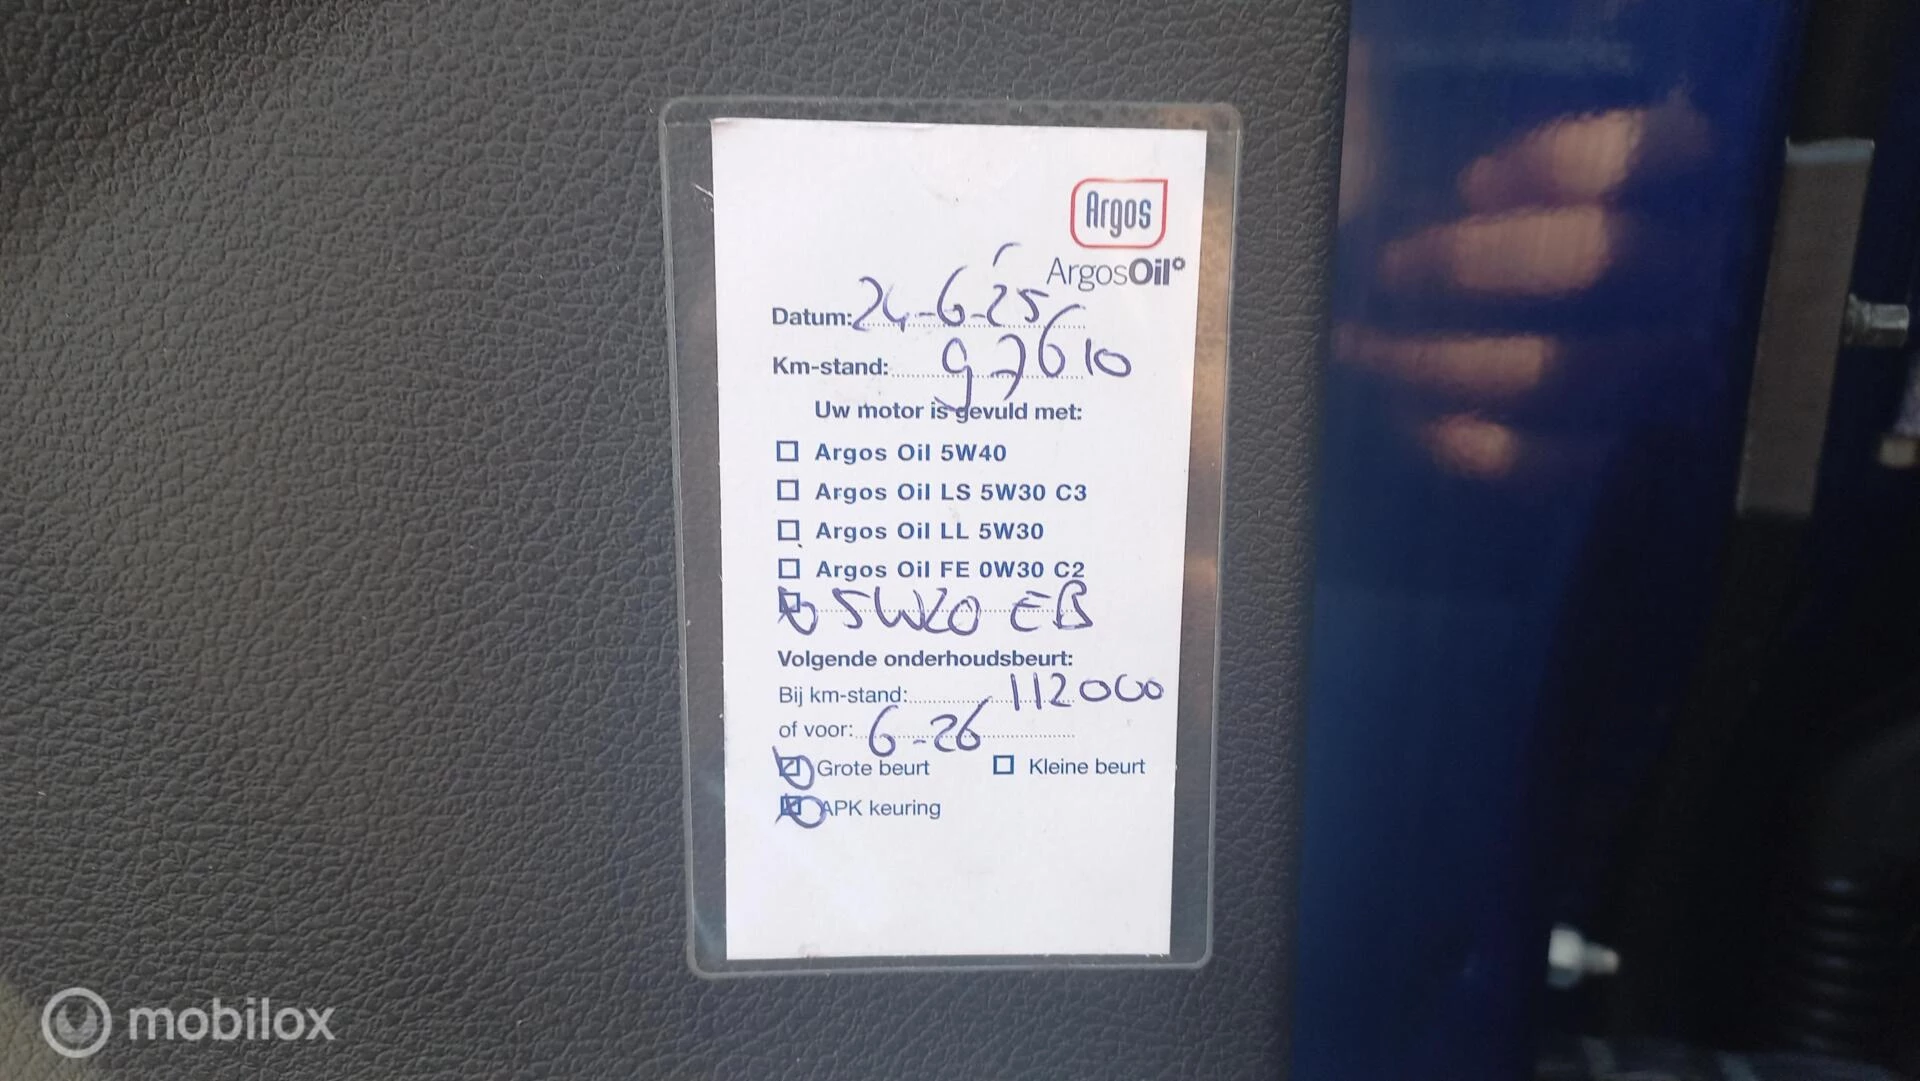 Argos
ArgosOil
Datum: 24-6-25
Km-stand: 97610
Uw motor is gevuld met:
Argos Oil 5W40
Argos Oil LS 5W30 C3
Argos Oil LL 5W30
Argos Oil FE 0W30 C2
5W20 EB
Volgende onderhoudsbeurt:
Bij km-stand: 112000
of voor: 6-26
Grote beurt Kleine beurt
APK keuring
mobilox